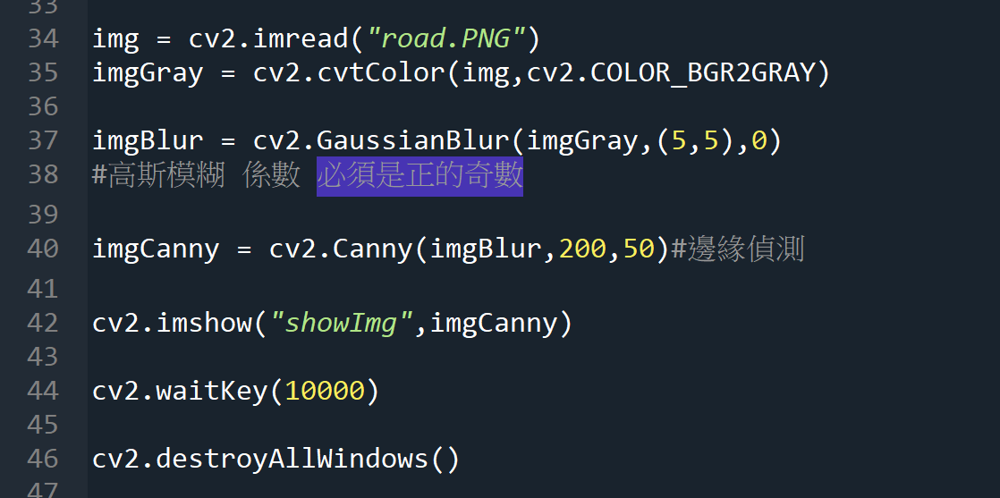 33
34 img = cv2.imread("road.PNG")
35 imgGray = cv2.cvtColor(img,cv2.COLOR_BGR2GRAY)
36
37 imgBlur = cv2.GaussianBlur(imgGray,(5,5),0)
38 #高斯模糊 係數 必須是正的奇數
39
40 imgCanny = cv2.Canny(imgBlur,200,50)#邊緣偵測
41
42 cv2.imshow("showImg",imgCanny)
43
44 cv2.waitKey(10000)
45
46 cv2.destroyAllWindows()
47